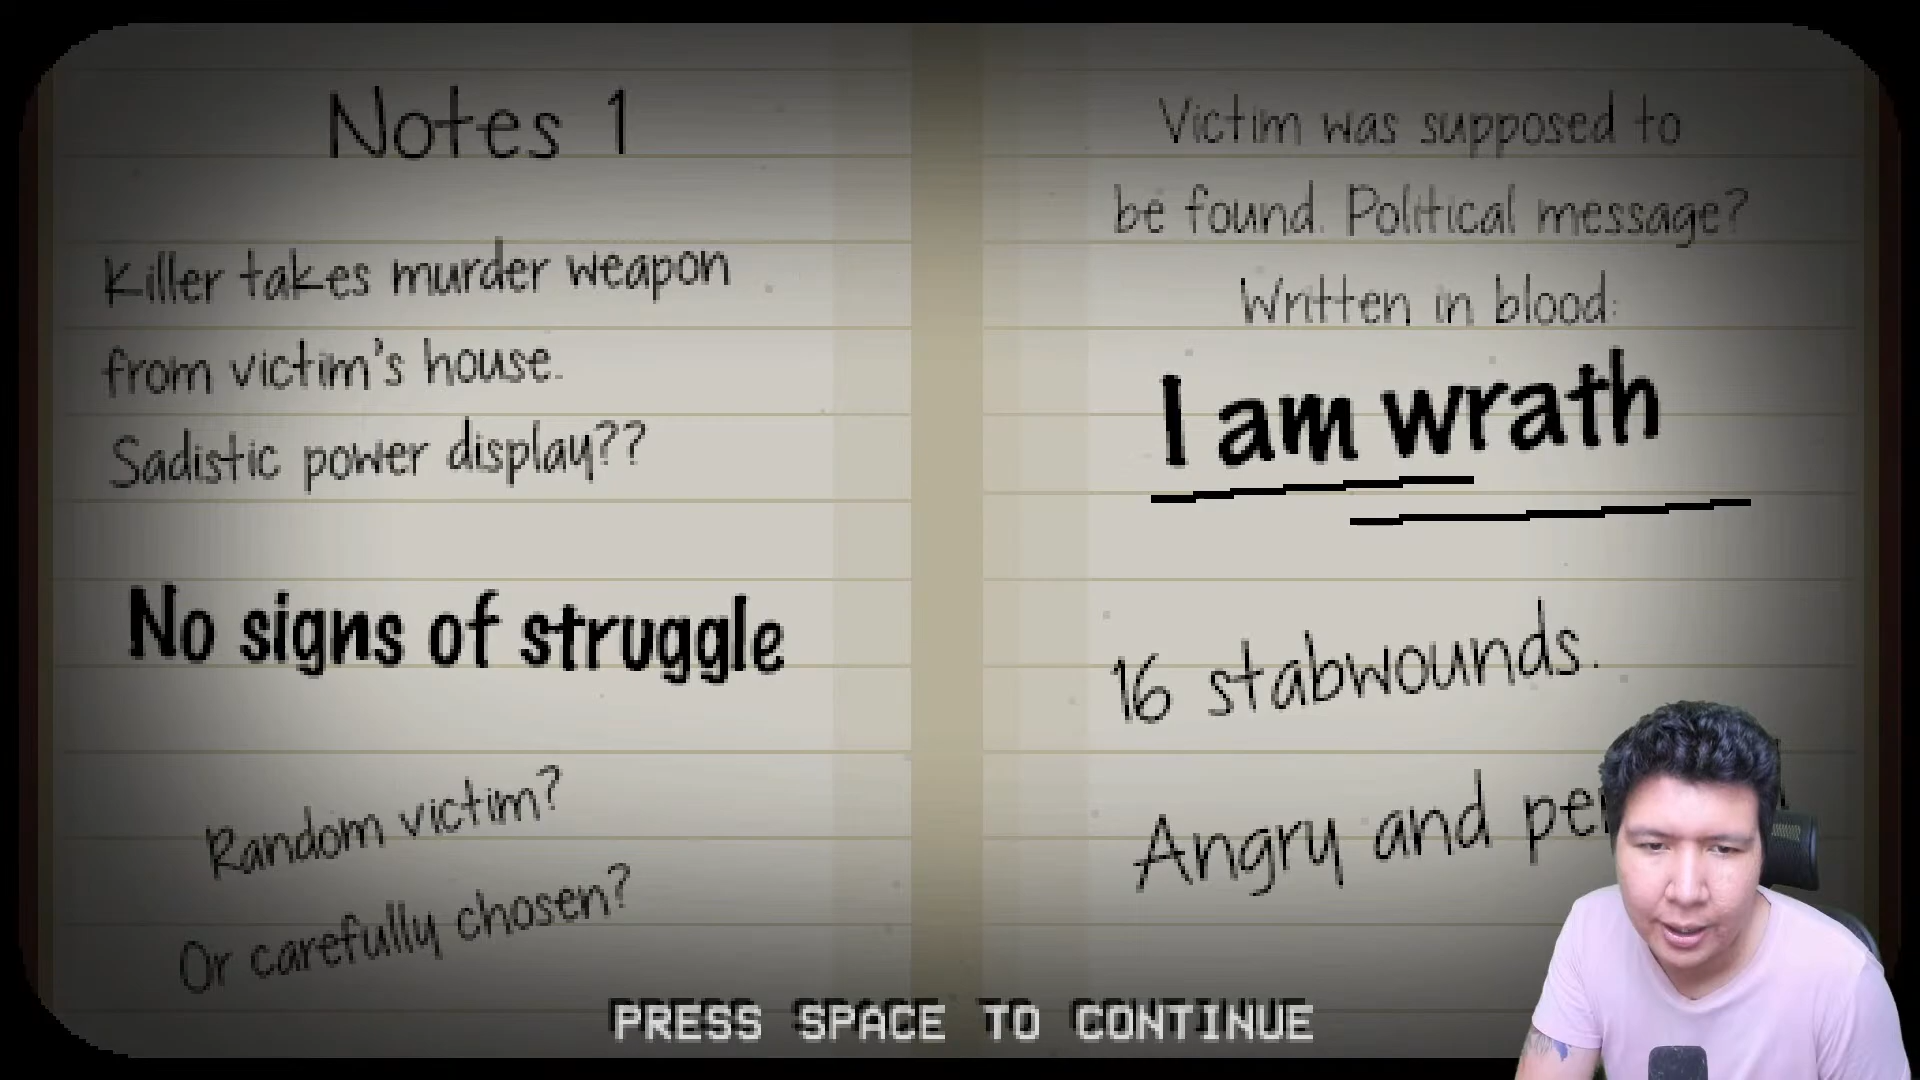 Notes 1
Killer takes murder weapon
from victim's house.
Sadistic power display??
No signs of struggle
Random victim?
Or carefully chosen?
Victim was supposed to
be found. Political message?
Written in blood:
I am wrath
16 stabwounds.
Angry and
PRESS SPACE TO CONTINUE